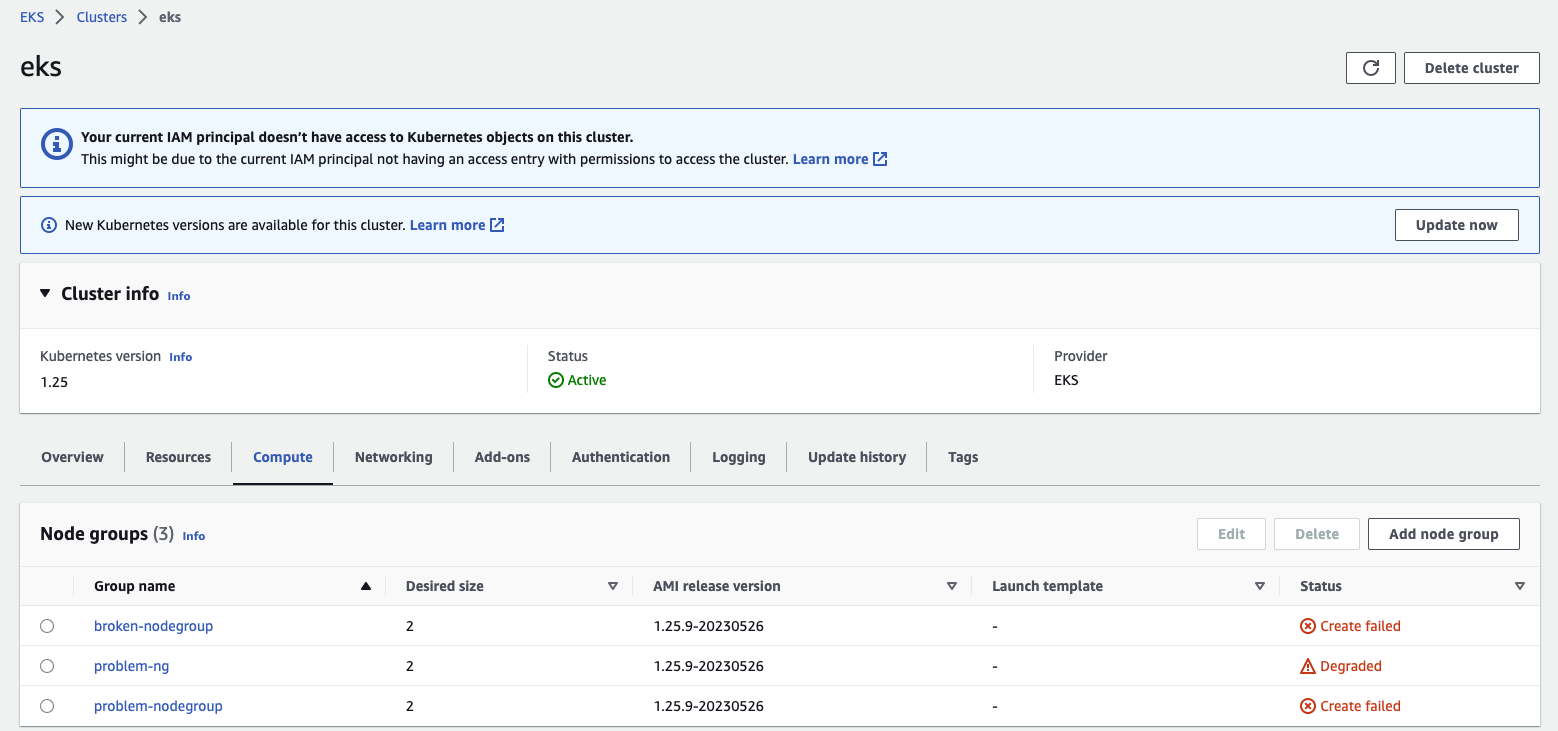 EKS > Clusters > eks
eks
Delete cluster
Your current IAM principal doesn’t have access to Kubernetes objects on this cluster.
This might be due to the current IAM principal not having an access entry with permissions to access the cluster. Learn more
New Kubernetes versions are available for this cluster. Learn more
Update now
Cluster info Info
Kubernetes version Info
1.25
Status
Active
Provider
EKS
Overview Resources Compute Networking Add-ons Authentication Logging Update history Tags
Node groups (3) Info
Edit Delete Add node group
Group name Desired size AMI release version Launch template Status
broken-nodegroup 2 1.25.9-20230526 - Create failed
problem-ng 2 1.25.9-20230526 - Degraded
problem-nodegroup 2 1.25.9-20230526 - Create failed